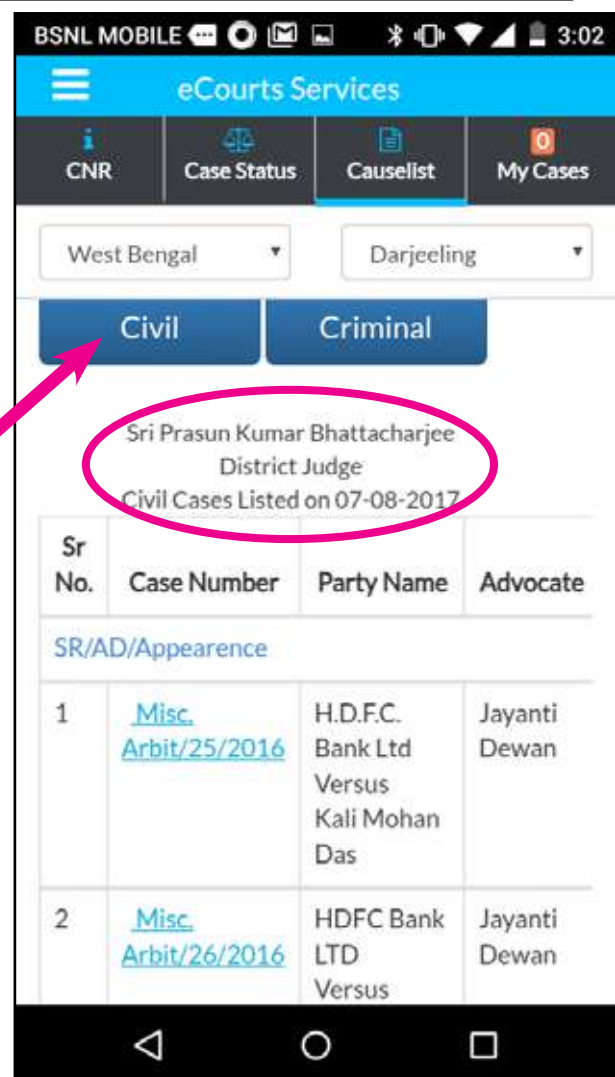 BSNL MOBILE 3:02
eCourts Services
CNR Case Status Causelist 0 My Cases
West Bengal Darjeeling
Civil Criminal
Sri Prasun Kumar Bhattacharjee
District Judge
Civil Cases Listed on 07-08-2017
Sr
No. Case Number Party Name Advocate
SR/AD/Appearence
1 Misc. H.D.F.C. Jayanti
Arbit/25/2016 Bank Ltd Dewan
Versus
Kali Mohan
Das
2 Misc. HDFC Bank Jayanti
Arbit/26/2016 LTD Dewan
Versus